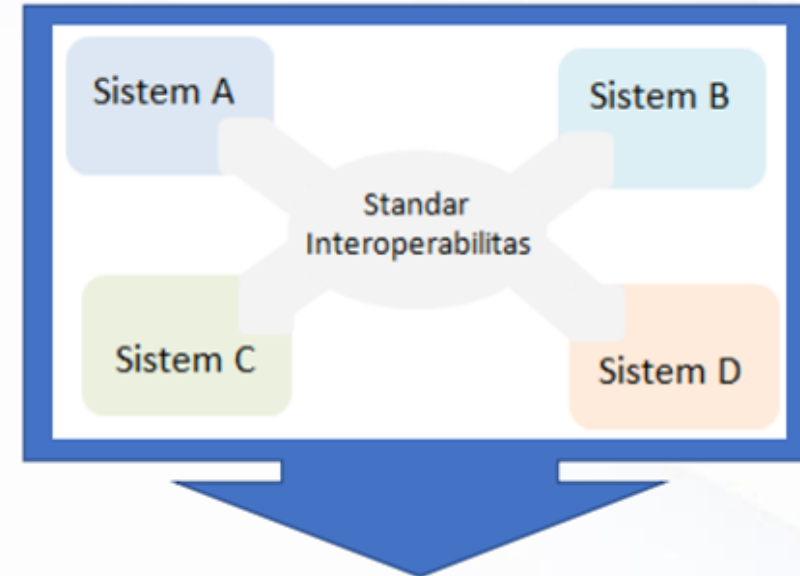 Sistem A
Sistem B
Standar
Interoperabilitas
Sistem C
Sistem D